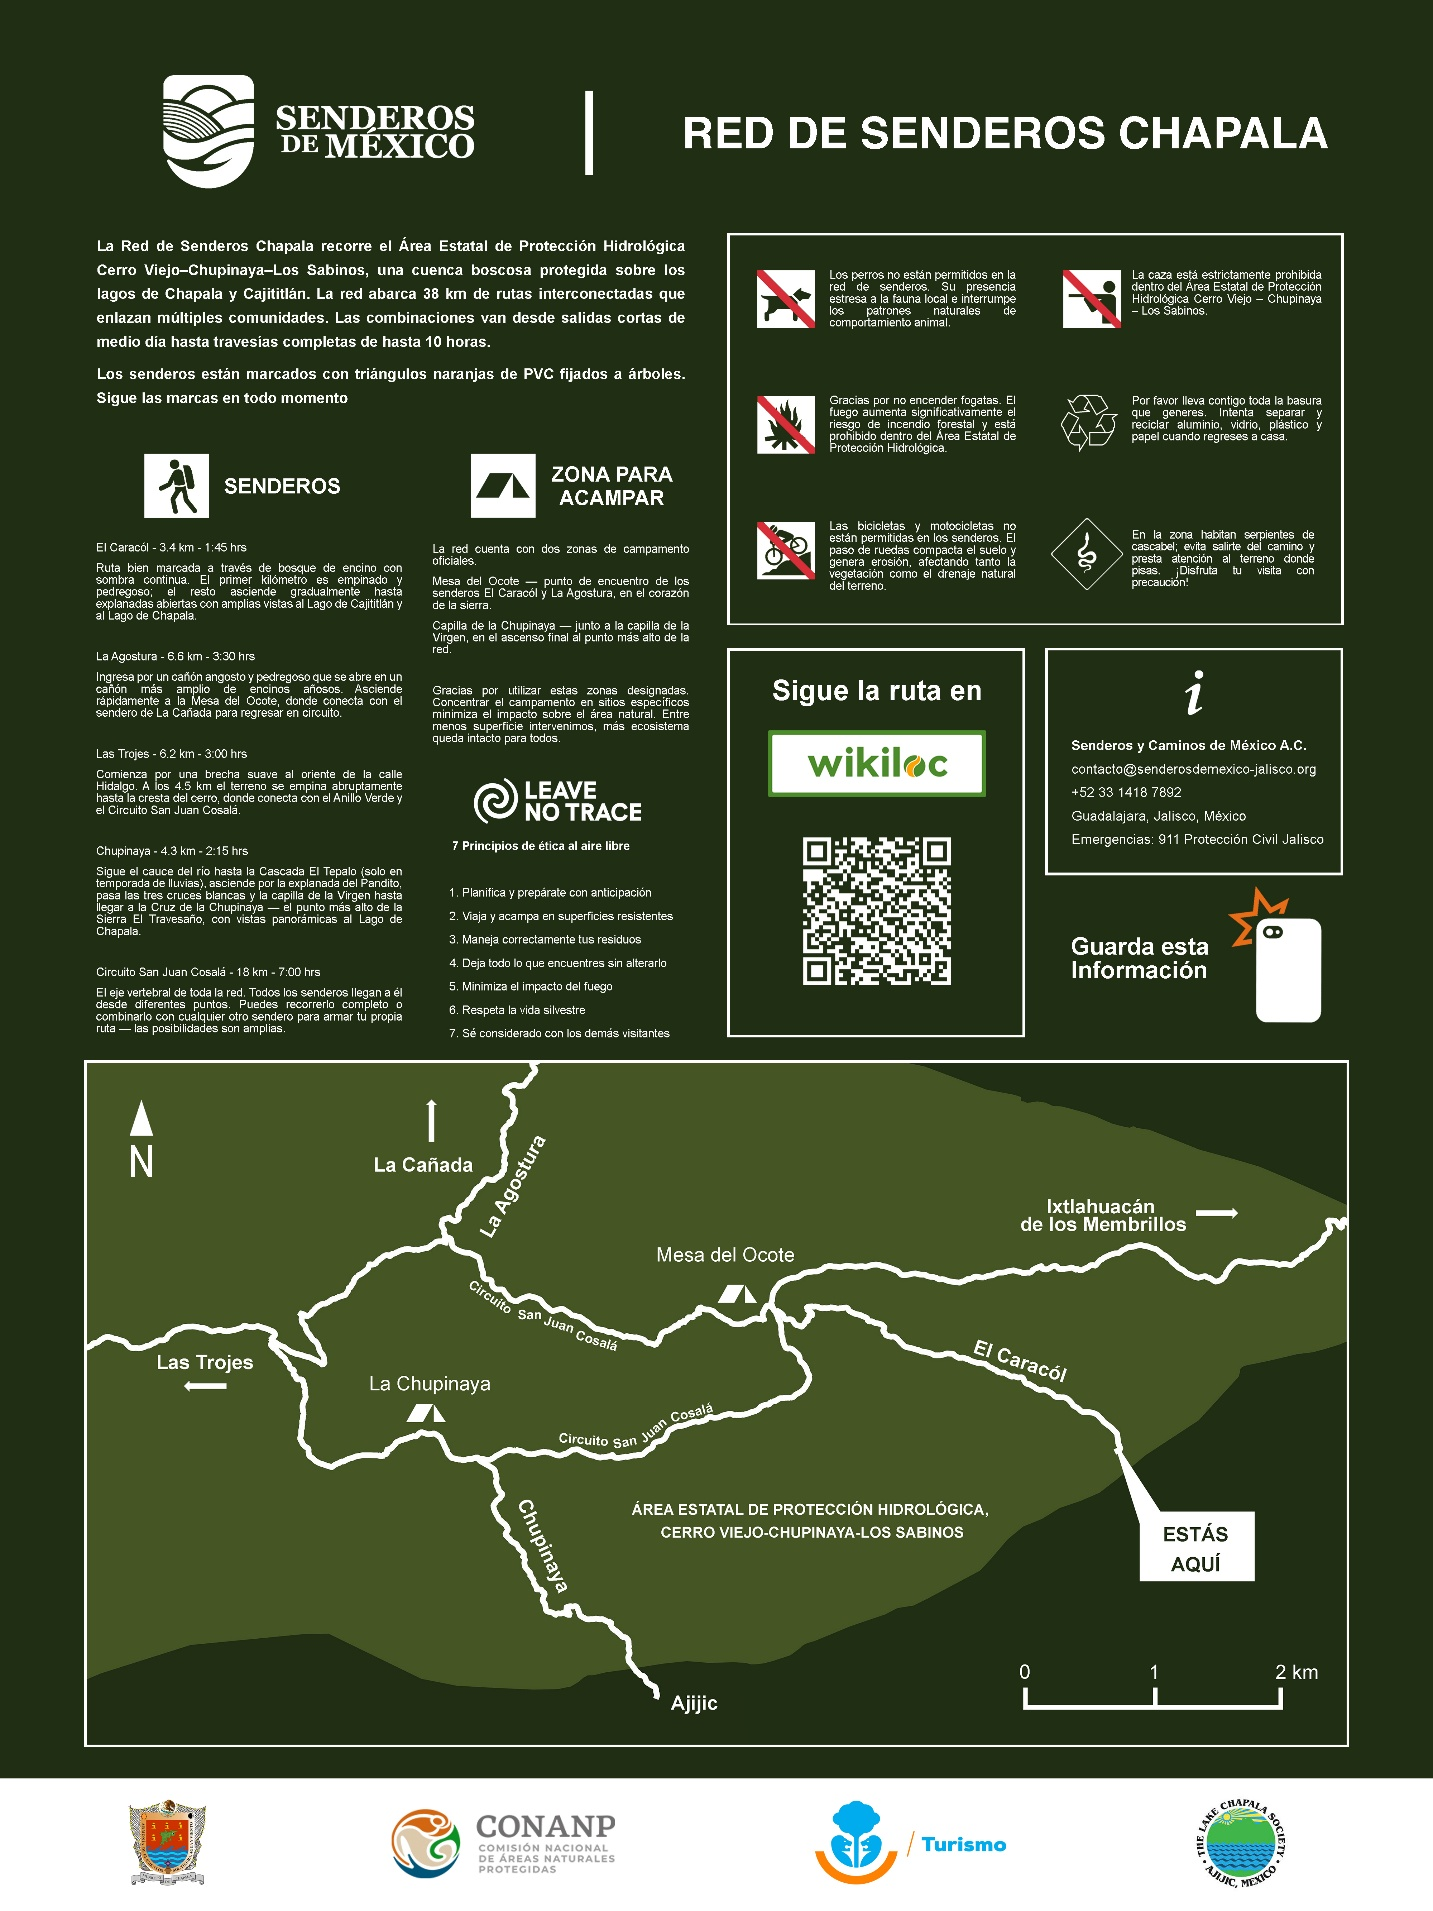 SENDEROS
DE MÉXICO
RED DE SENDEROS CHAPALA
La Red de Senderos Chapala recorre el Área Estatal de Protección Hidrológica
Cerro Viejo–Chupinaya–Los Sabinos, una cuenca boscosa protegida sobre los
lagos de Chapala y Cajititlán. La red abarca 38 km de rutas interconectadas que
enlazan múltiples comunidades. Las combinaciones van desde salidas cortas de
medio día hasta travesías completas de hasta 10 horas.
Los senderos están marcados con triángulos naranjas de PVC fijados a árboles.
Sigue las marcas en todo momento
SENDEROS
El Caracól - 3.4 km - 1:45 hrs
Ruta bien marcada a través de bosque de encino con
sombra continua. El primer kilómetro es empinado y
pedregoso; el resto asciende gradualmente hasta
explanadas abiertas con amplias vistas al Lago de Cajititlán y
al Lago de Chapala.
La Agostura - 6.6 km - 3:30 hrs
Ingresa por un cañón angosto y pedregoso que se abre en un
cañón más amplio de encinos añosos. Asciende
rápidamente a la Mesa del Ocote, donde conecta con el
sendero de La Cañada para regresar en circuito.
Las Trojes - 6.2 km - 3:00 hrs
Comienza por una brecha suave al oriente de la calle
Hidalgo. A los 4.5 km el terreno se empina abruptamente
hasta la cresta del cerro, donde conecta con el Anillo Verde y
el Circuito San Juan Cosalá.
Chupinaya - 4.3 km - 2:15 hrs
Sigue el cauce del río hasta la Cascada El Tepalo (solo en
temporada de lluvias), asciende por la explanada del Pandito,
pasa las tres cruces blancas y la capilla de la Virgen hasta
llegar a la Cruz de la Chupinaya — el punto más alto de la
Sierra El Travesaño, con vistas panorámicas al Lago de
Chapala.
Circuito San Juan Cosalá - 18 km - 7:00 hrs
El eje vertebral de toda la red. Todos los senderos llegan a él
desde diferentes puntos. Puedes recorrerlo completo o
combinarlo con cualquier otro sendero para armar tu propia
ruta — las posibilidades son amplias.
ZONA PARA
ACAMPAR
La red cuenta con dos zonas de campamento
oficiales.
Mesa del Ocote — punto de encuentro de los
senderos El Caracól y La Agostura, en el corazón
de la sierra.
Capilla de la Chupinaya — junto a la capilla de la
Virgen, en el ascenso final al punto más alto de la
red.
Gracias por utilizar estas zonas designadas.
Concentrar el campamento en sitios específicos
minimiza el impacto sobre el área natural. Entre
menos superficie intervenimos, más ecosistema
queda intacto para todos.
LEAVE
NO TRACE
7 Principios de ética al aire libre
1. Planifica y prepárate con anticipación
2. Viaja y acampa en superficies resistentes
3. Maneja correctamente tus residuos
4. Deja todo lo que encuentres sin alterarlo
5. Minimiza el impacto del fuego
6. Respeta la vida silvestre
7. Sé considerado con los demás visitantes
Los perros no están permitidos en la
red de senderos. Su presencia
estresa a la fauna local e interrumpe
los patrones naturales de
comportamiento animal.
La caza está estrictamente prohibida
dentro del Área Estatal de Protección
Hidrológica Cerro Viejo – Chupinaya
– Los Sabinos.
Gracias por no encender fogatas. El
fuego aumenta significativamente el
riesgo de incendio forestal y está
prohibido dentro del Área Estatal de
Protección Hidrológica.
Por favor lleva contigo toda la basura
que generes. Intenta separar y
reciclar aluminio, vidrio, plástico y
papel cuando regreses a casa.
Las bicicletas y motocicletas no
están permitidas en los senderos. El
paso de ruedas compacta el suelo y
genera erosión, afectando tanto la
vegetación como el drenaje natural
del terreno.
En la zona habitan serpientes de
cascabel; evita salirte del camino y
presta atención al terreno donde
pisas. ¡Disfruta tu visita con
precaución!
Sigue la ruta en
wikiloc
i
Senderos y Caminos de México A.C.
contacto@senderosdemexico-jalisco.org
+52 33 1418 7892
Guadalajara, Jalisco, México
Emergencias: 911 Protección Civil Jalisco
Guarda esta
Información
N
La Cañada
La Agostura
Ixtlahuacán
de los Membrillos
Mesa del Ocote
Circuito San Juan Cosalá
Las Trojes
El Caracól
La Chupinaya
Circuito San Juan Cosalá
Chupinaya
ÁREA ESTATAL DE PROTECCIÓN HIDROLÓGICA,
CERRO VIEJO-CHUPINAYA-LOS SABINOS
ESTÁS
AQUÍ
Ajijic
0 1 2 km
CONANP
COMISIÓN NACIONAL
DE ÁREAS NATURALES
PROTEGIDAS
Turismo
THE LAKE CHAPALA SOCIETY
AJIJIC, MEXICO